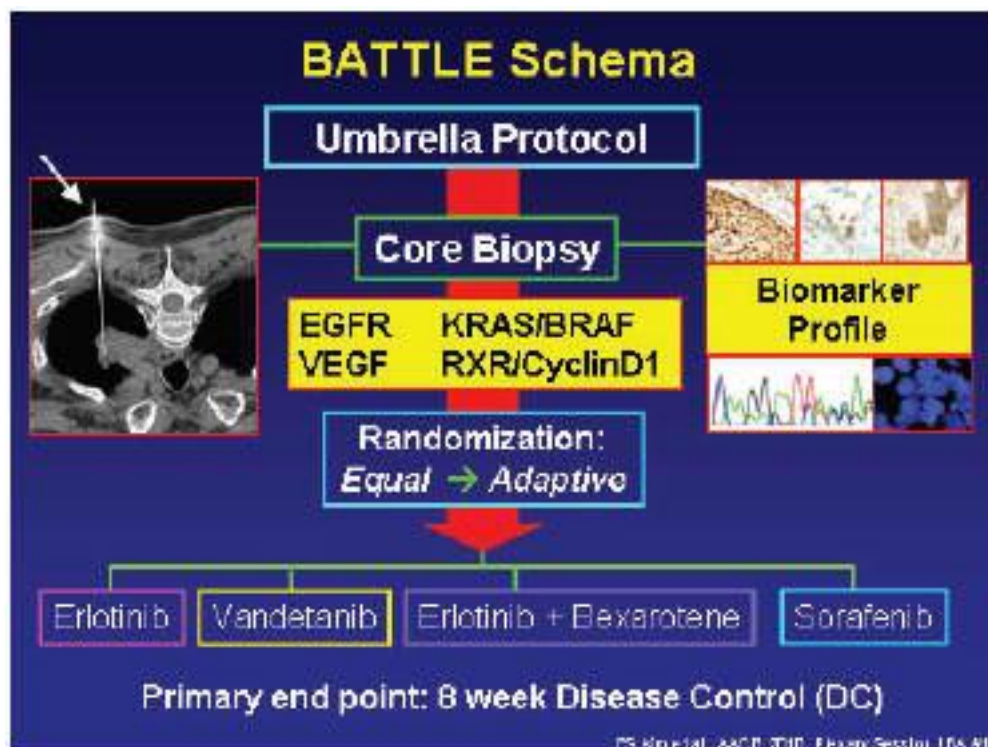 BATTLE Schema
Umbrella Protocol
Core Biopsy
EGFR KRAS/BRAF
VEGF RXR/CyclinD1
Biomarker
Profile
Randomization:
Equal → Adaptive
Erlotinib
Vandetanib
Erlotinib + Bexarotene
Sorafenib
Primary end point: 8 week Disease Control (DC)